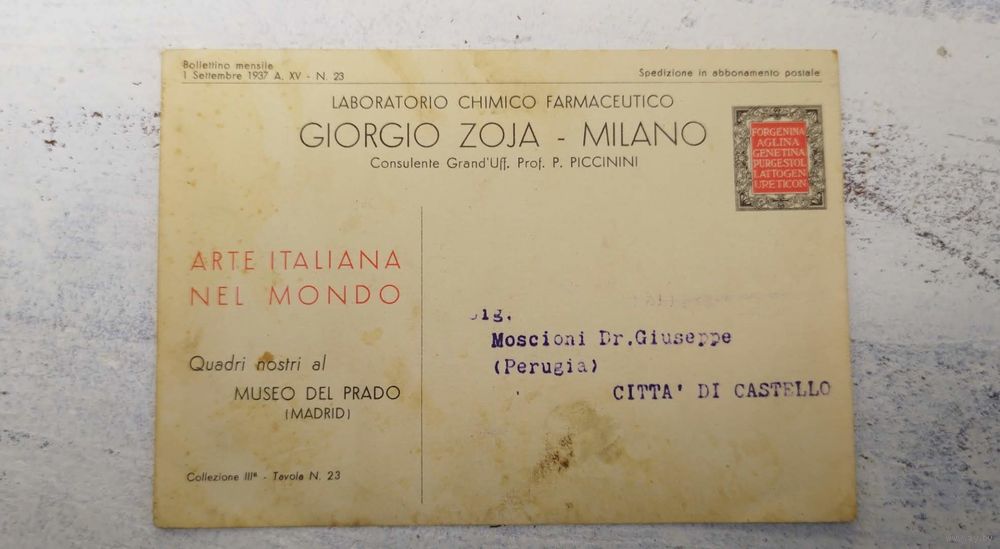 Bollettino mensile
1 Settembre 1937 A. XV - N. 23
Spedizione in abbonamento postale
LABORATORIO CHIMICO FARMACEUTICO
GIORGIO ZOJA - MILANO
Consulente Grand'Uff. Prof. P. PICCININI
FORGENINA
AGLINA
GENETINA
PURGESTOL
LATTOGEN
URETICON
ARTE ITALIANA
NEL MONDO
Quadri nostri al
MUSEO DEL PRADO
(MADRID)
Collezione IIIª - Tavola N. 23
Sig.
Moscioni Dr.Giuseppe
(Perugia)
CITTA' DI CASTELLO